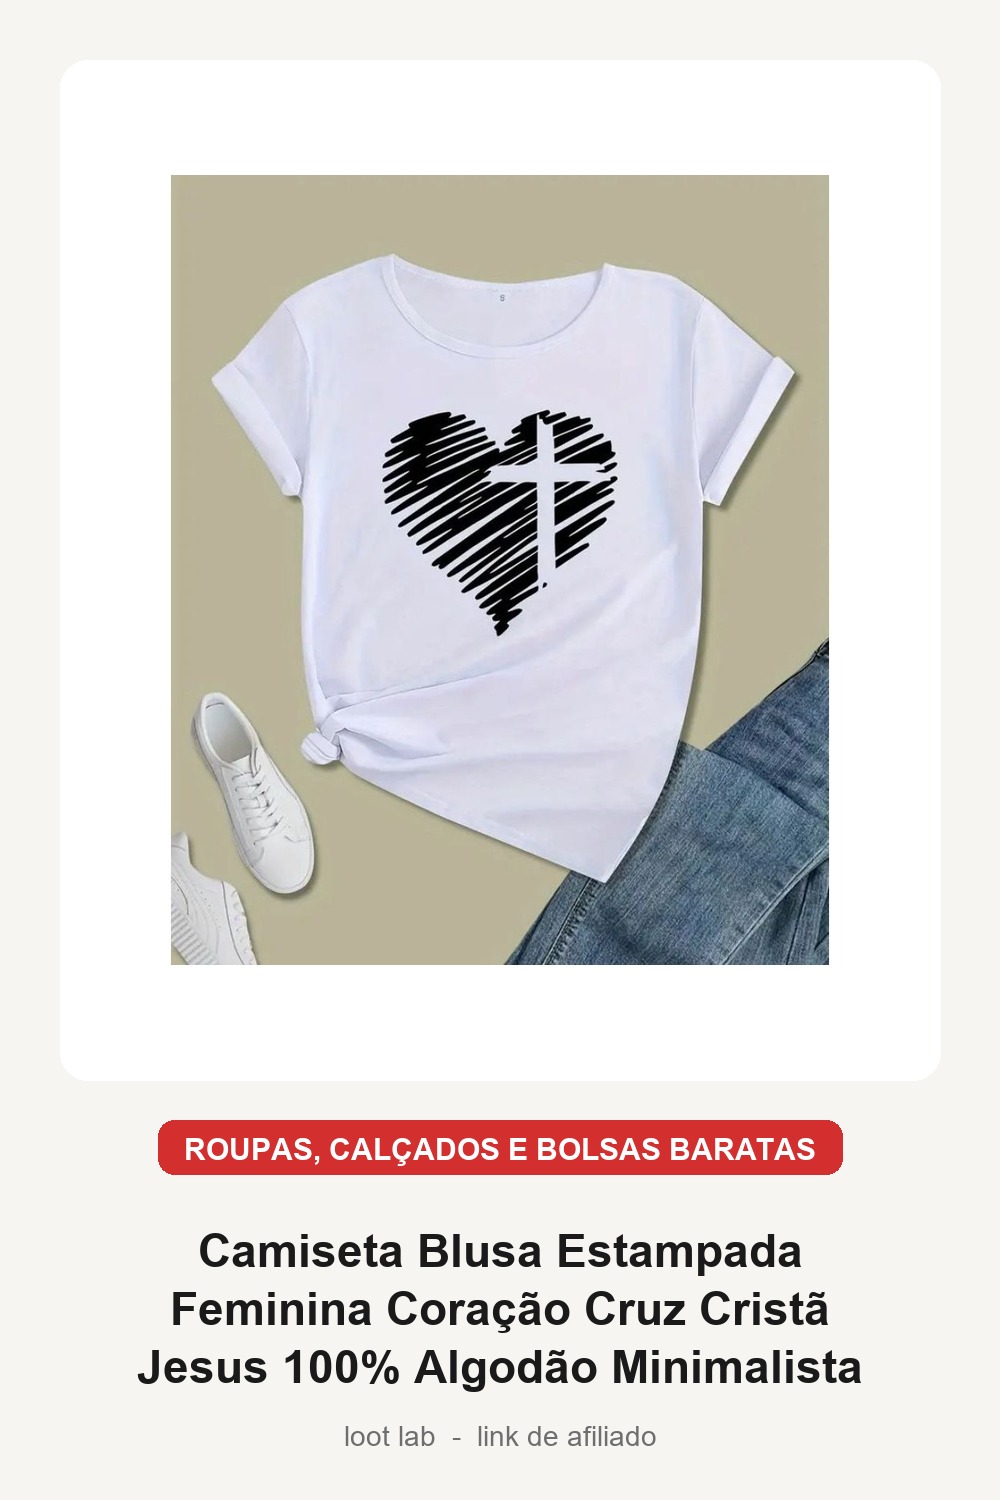 S
ROUPAS, CALÇADOS E BOLSAS BARATAS
Camiseta Blusa Estampada
Feminina Coração Cruz Cristã
Jesus 100% Algodão Minimalista
loot lab - link de afiliado